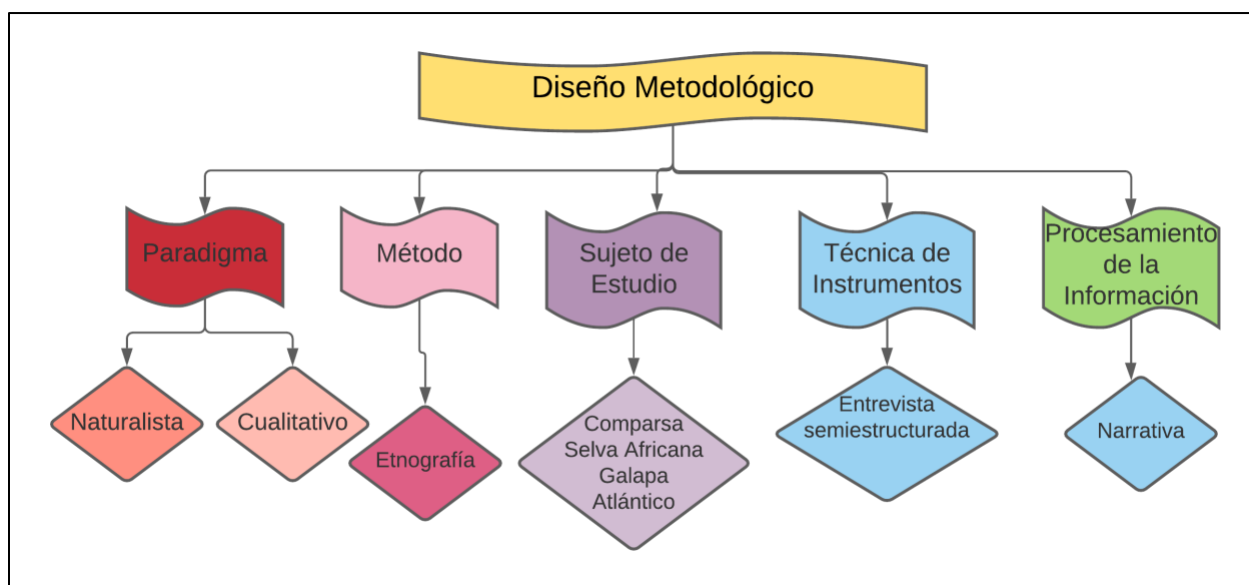 Diseño Metodológico
Paradigma
Método
Sujeto de
Estudio
Técnica de
Instrumentos
Procesamiento
de la
Información
Naturalista
Cualitativo
Etnografía
Comparsa
Selva Africana
Galapa
Atlántico
Entrevista
semiestructurada
Narrativa